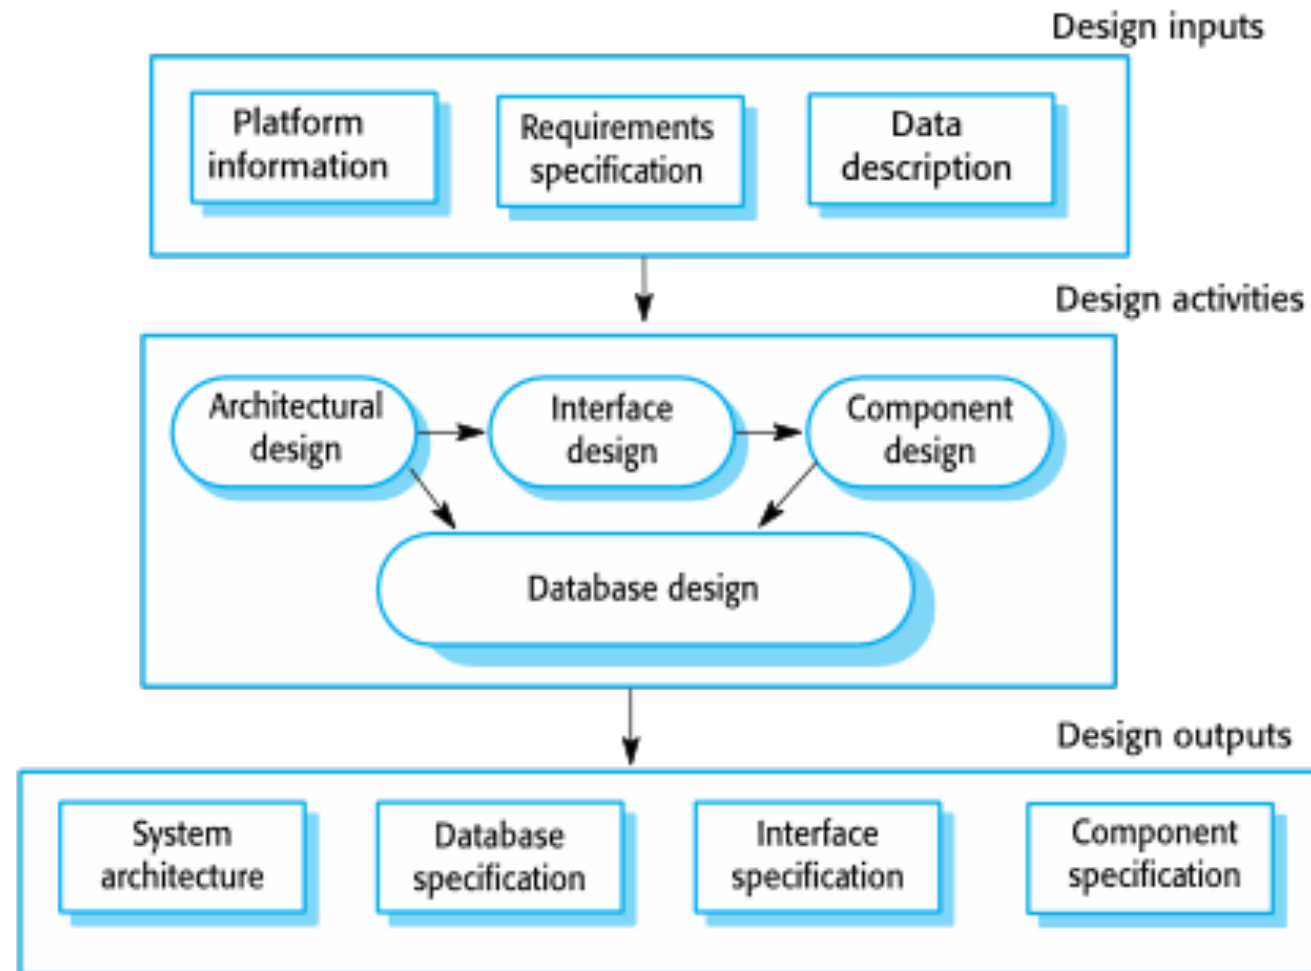 Design inputs
Platform
information
Requirements
specification
Data
description
Design activities
Architectural
design
Interface
design
Component
design
Database design
Design outputs
System
architecture
Database
specification
Interface
specification
Component
specification